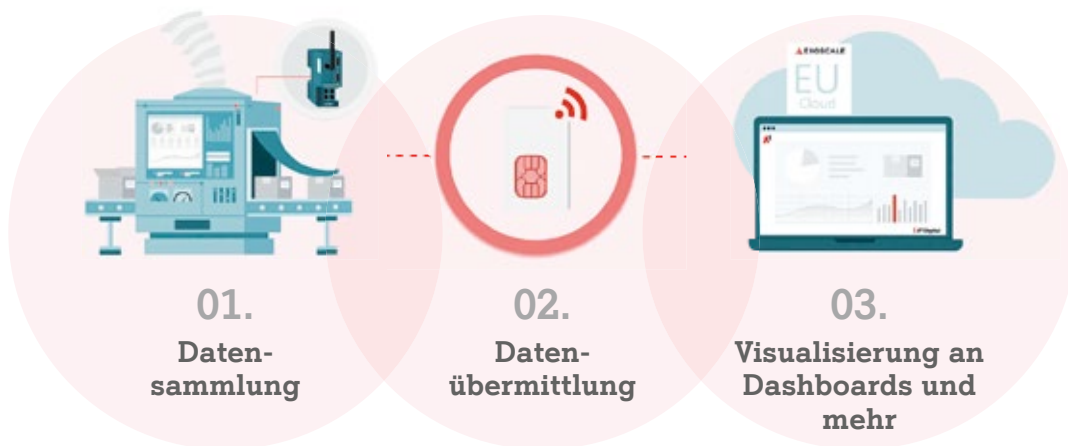 EXOSCALE
EU
Cloud
01.
Daten-
sammlung
02.
Daten-
übermittlung
03.
Visualisierung an
Dashboards und
mehr